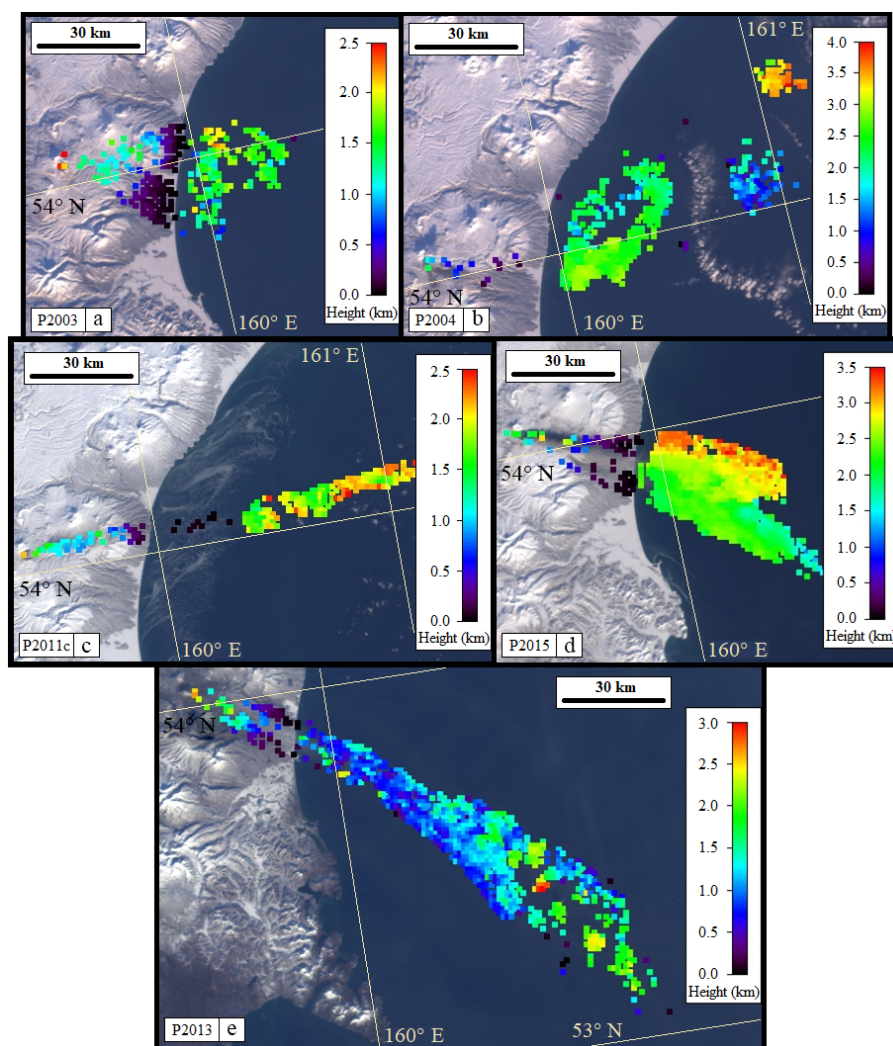 30 km
2.5
2.0
1.5
1.0
0.5
0.0
Height (km)
54° N
160° E
P2003 a
30 km
161° E
4.0
3.5
3.0
2.5
2.0
1.5
1.0
0.5
0.0
Height (km)
54° N
160° E
P2004 b
30 km
161° E
2.5
2.0
1.5
1.0
0.5
0.0
Height (km)
54° N
160° E
P2011c c
30 km
3.5
3.0
2.5
2.0
1.5
1.0
0.5
0.0
Height (km)
54° N
160° E
P2015 d
30 km
54° N
3.0
2.5
2.0
1.5
1.0
0.5
0.0
Height (km)
160° E
53° N
P2013 e